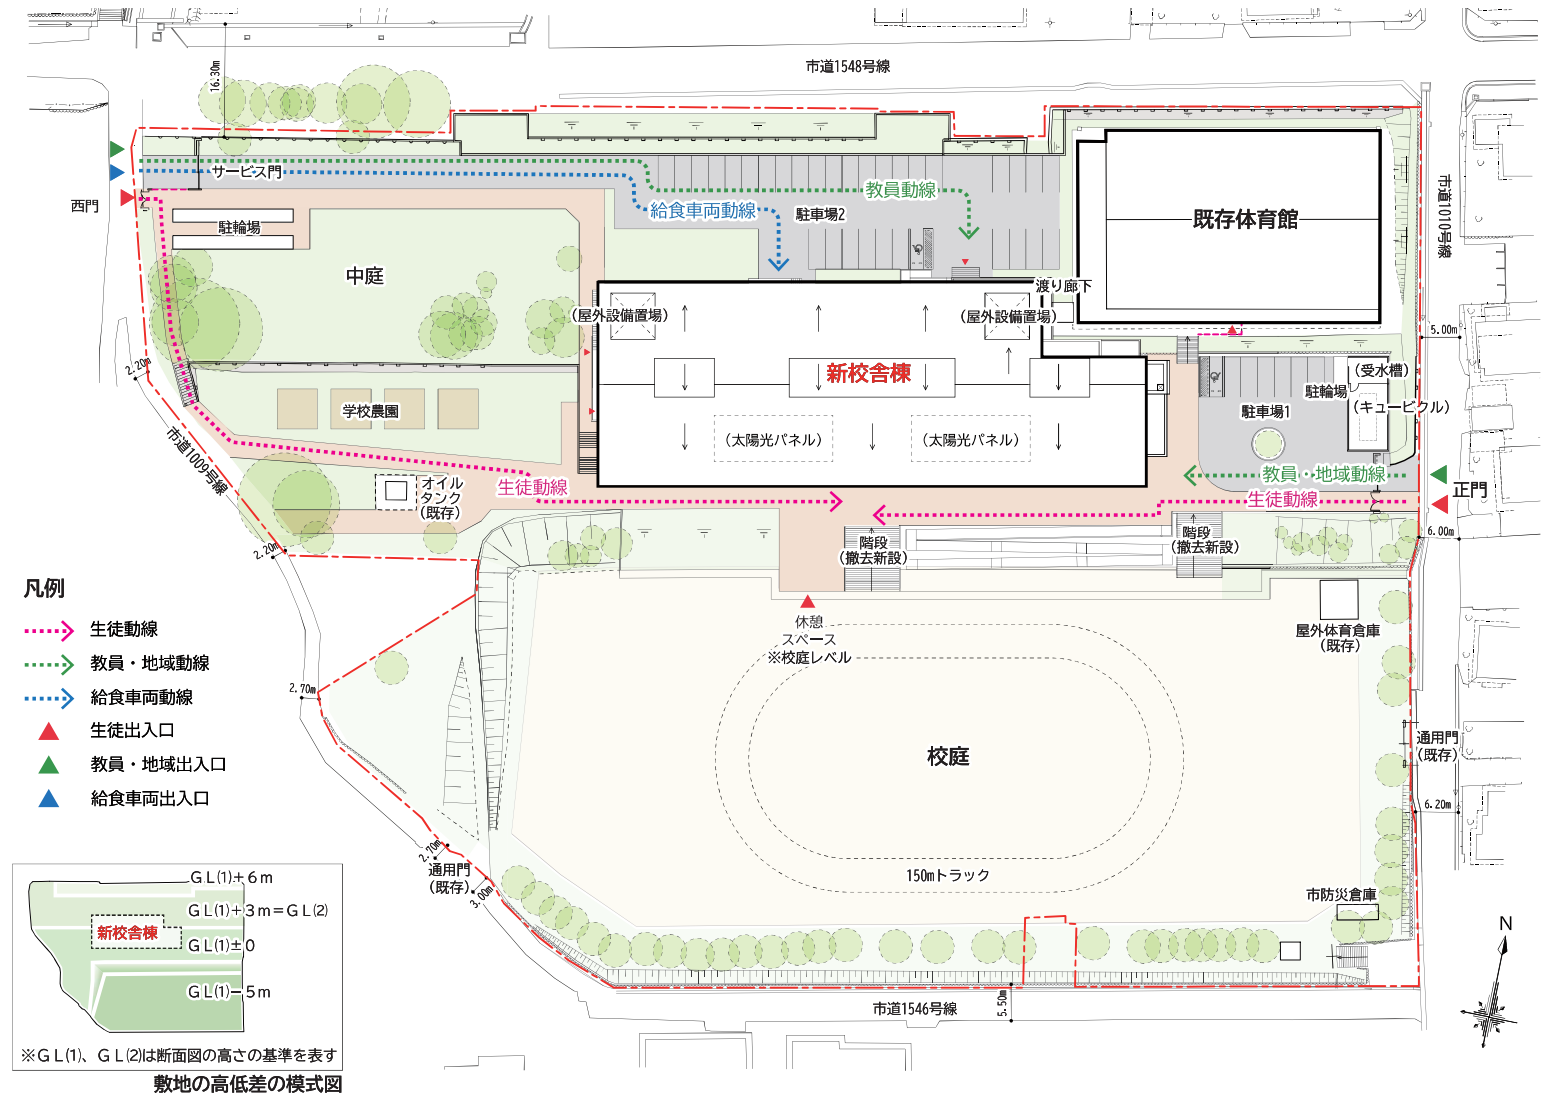 市道1548号線
16.30m
サービス門
西門
駐輪場
中庭
給食車両動線
教員動線
駐車場2
既存体育館
市道1010号線
渡り廊下
(屋外設備置場)
(屋外設備置場)
5.00m
2.20m
新校舎棟
(受水槽)
駐輪場
(キュービクル)
駐車場1
学校農園
(太陽光パネル)
(太陽光パネル)
市道1009号線
オイル
タンク
(既存)
生徒動線
教員・地域動線
生徒動線
正門
6.00m
2.20m
階段
(撤去新設)
階段
(撤去新設)
凡例
生徒動線
教員・地域動線
給食車両動線
生徒出入口
教員・地域出入口
給食車両出入口
休憩
スペース
※校庭レベル
屋外体育倉庫
(既存)
2.70m
校庭
通用門
(既存)
6.20m
2.70m
通用門
(既存)
3.00m
150mトラック
市防災倉庫
GL(1)+6m
GL(1)+3m=GL(2)
新校舎棟
GL(1)±0
GL(1)−5m
※GL(1)、GL(2)は断面図の高さの基準を表す
敷地の高低差の模式図
市道1546号線
5.50m
N